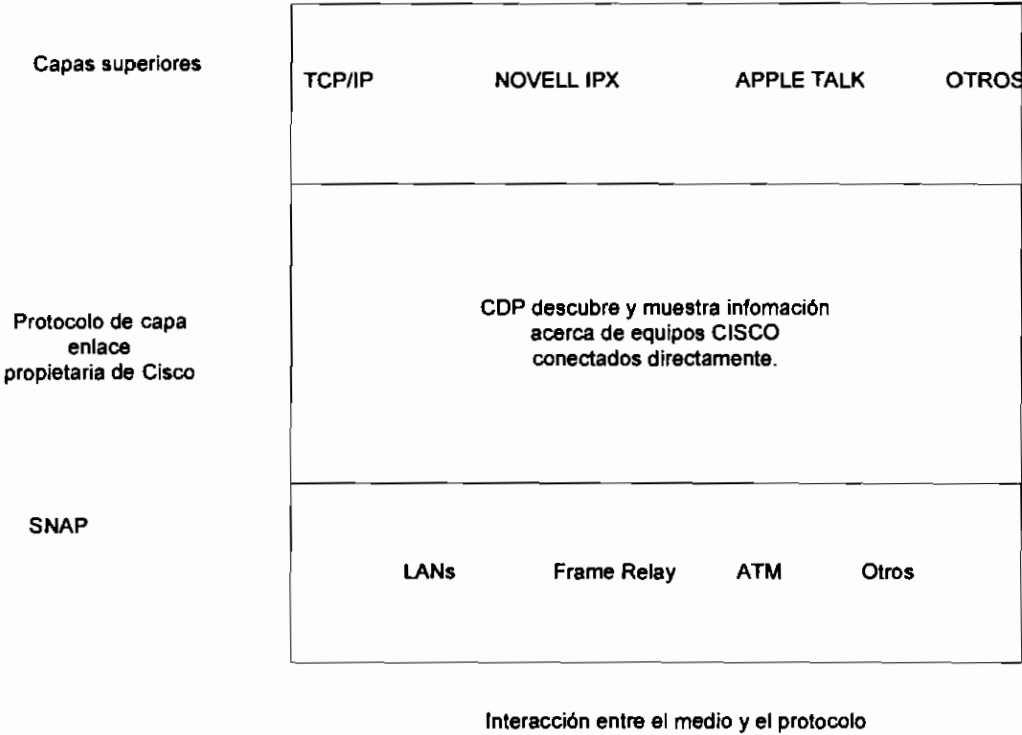 Capas superiores
TCP/IP NOVELL IPX APPLE TALK OTROS
Protocolo de capa
enlace
propietaria de Cisco
CDP descubre y muestra infomación
acerca de equipos CISCO
conectados directamente.
SNAP
LANs Frame Relay ATM Otros
Interacción entre el medio y el protocolo